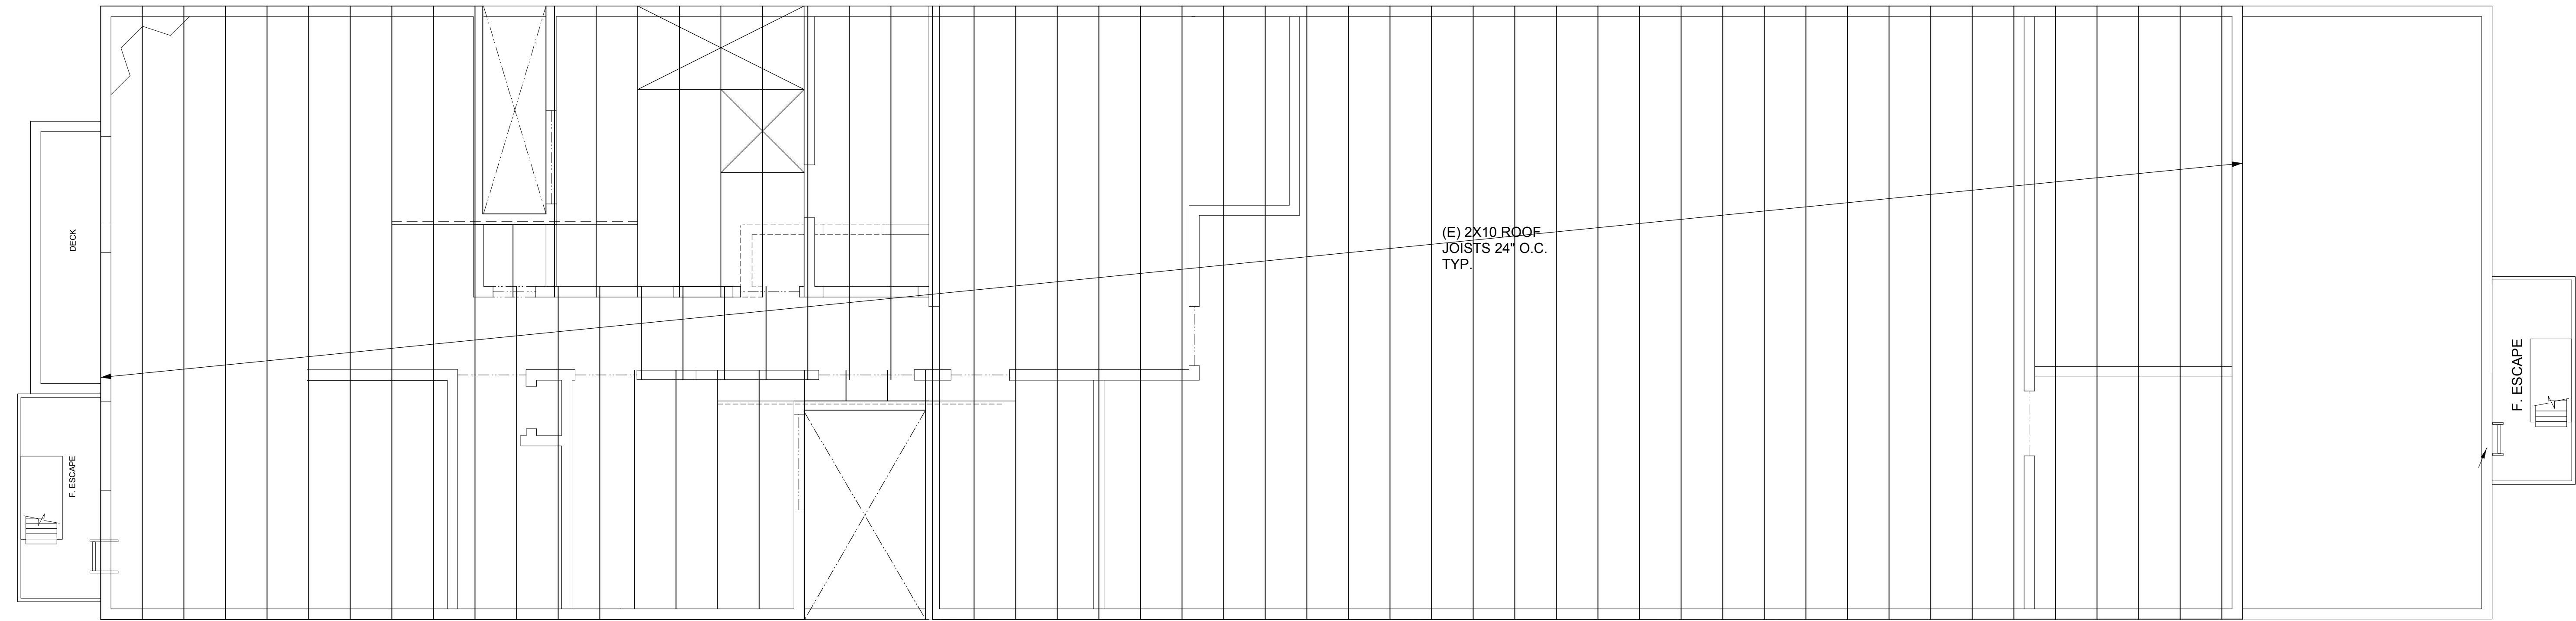 DECK
F. ESCAPE
(E) 2X10 ROOF
JOISTS 24" O.C.
TYP.
F. ESCAPE